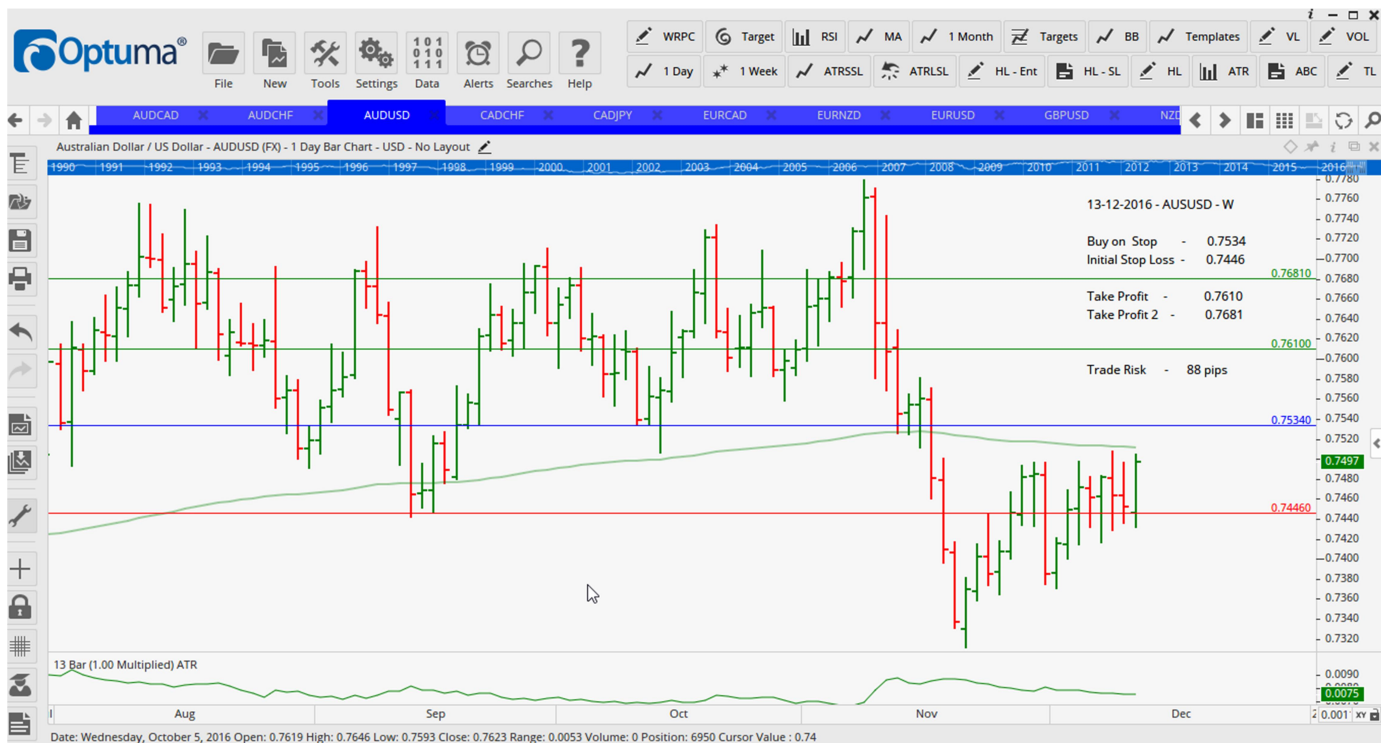 Optuma®
File New Tools Settings Data Alerts Searches Help
WRPC Target RSI MA 1 Month Targets BB Templates VL VOL
1 Day 1 Week ATRSSL ATRLSL HL - Ent HL - SL HL ATR ABC TL
AUDCAD AUDCHF AUDUSD CADCHF CADJPY EURCAD EURNZD EURUSD GBPUSD NZD
Australian Dollar / US Dollar - AUDUSD (FX) - 1 Day Bar Chart - USD - No Layout
1990 1991 1992 1993 1994 1995 1996 1997 1998 1999 2000 2001 2002 2003 2004 2005 2006 2007 2008 2009 2010 2011 2012 2013 2014 2015 2016
0.7780
0.7760
13-12-2016 - AUSUSD - W
0.7740
0.7720
Buy on Stop - 0.7534
0.7700
Initial Stop Loss - 0.7446
0.76810
0.7680
Take Profit - 0.7610
0.7660
Take Profit 2 - 0.7681
0.7640
0.7620
0.76100
0.7600
Trade Risk - 88 pips
0.7580
0.7560
0.7540
0.75340
0.7520
0.7497
0.7480
0.7460
0.74460
0.7440
0.7420
0.7400
0.7380
0.7360
0.7340
0.7320
13 Bar (1.00 Multiplied) ATR
0.0090
0.0075
Aug Sep Oct Nov Dec
0.001 XY
Date: Wednesday, October 5, 2016 Open: 0.7619 High: 0.7646 Low: 0.7593 Close: 0.7623 Range: 0.0053 Volume: 0 Position: 6950 Cursor Value : 0.74